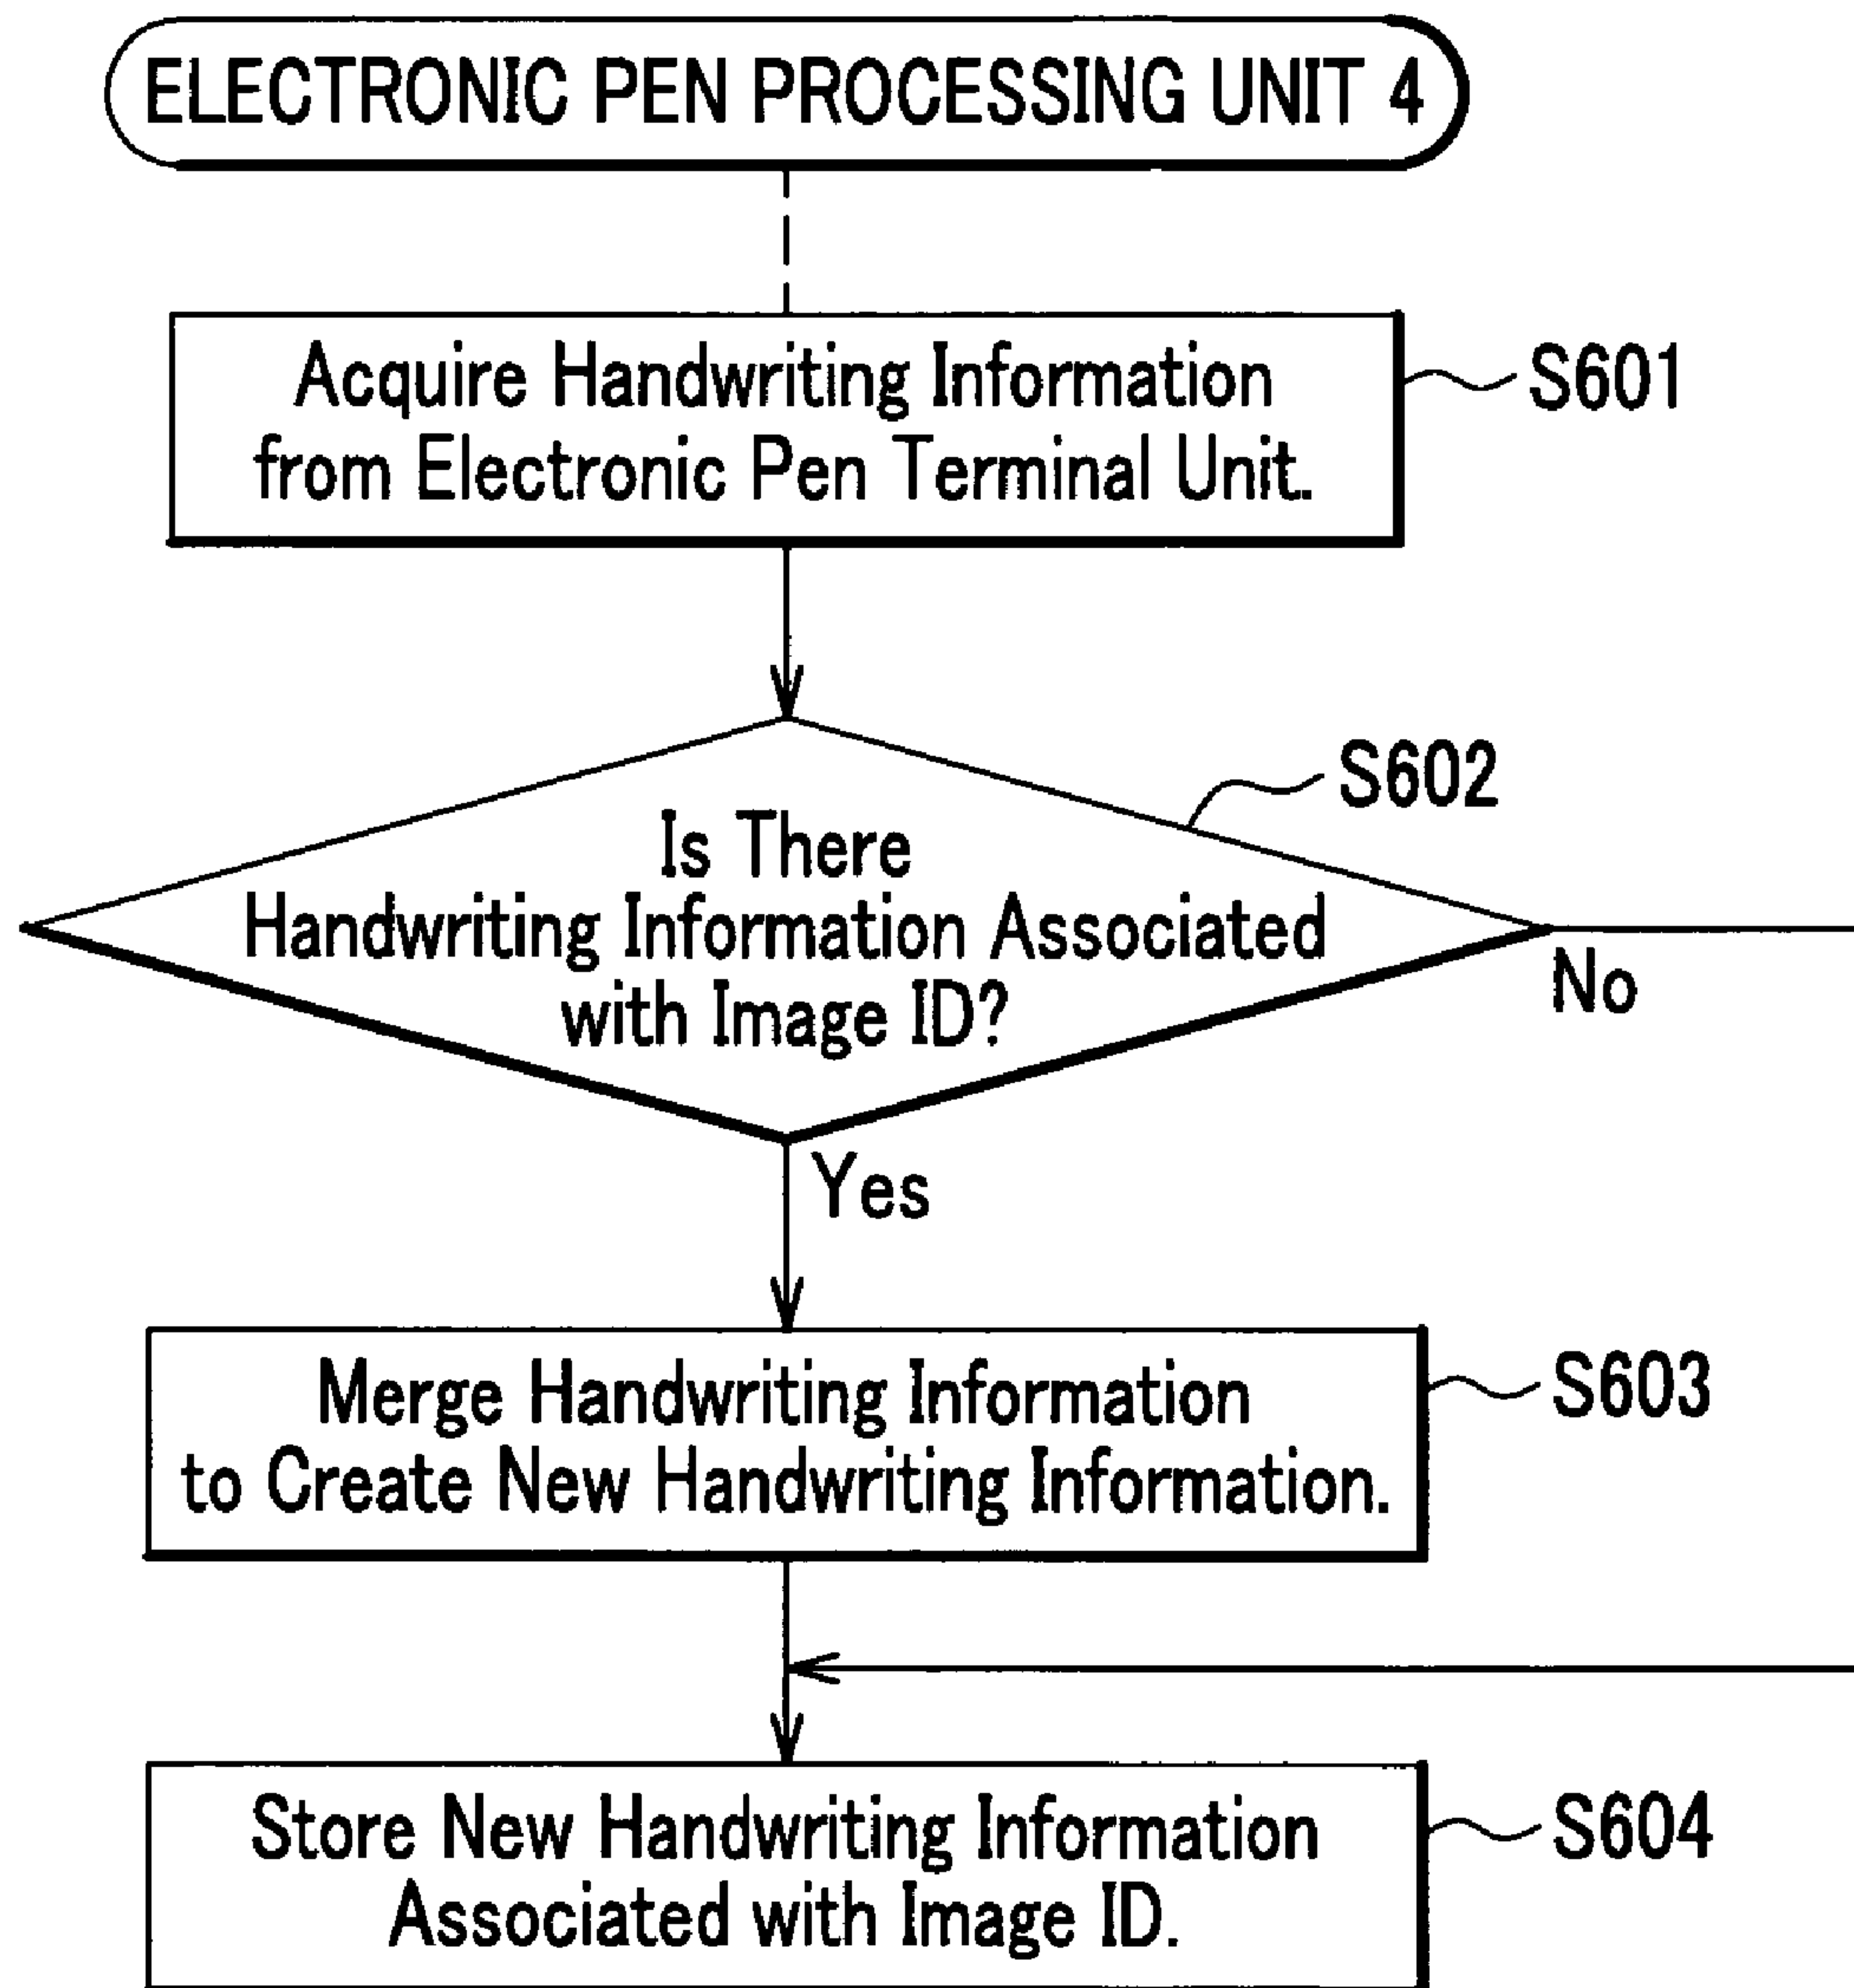 ELECTRONIC PEN PROCESSING UNIT 4
Acquire Handwriting Information
from Electronic Pen Terminal Unit.
S601
S602
Is There
Handwriting Information Associated
with Image ID?
No
Yes
Merge Handwriting Information
to Create New Handwriting Information.
S603
Store New Handwriting Information
Associated with Image ID.
S604